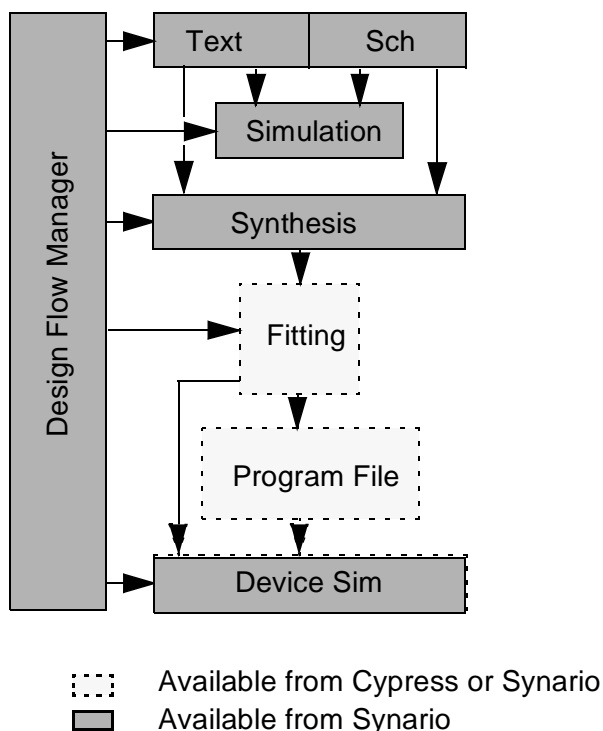 Text
Sch
Simulation
Design Flow Manager
Synthesis
Fitting
Program File
Device Sim
Available from Cypress or Synario
Available from Synario